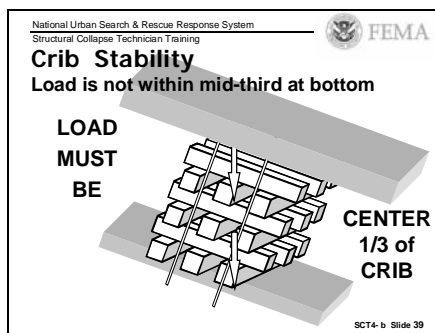 National Urban Search & Rescue Response System
Structural Collapse Technician Training
FEMA
Crib Stability
Load is not within mid-third at bottom
LOAD
MUST
BE
CENTER
1/3 of
CRIB
SCT4- b Slide 39